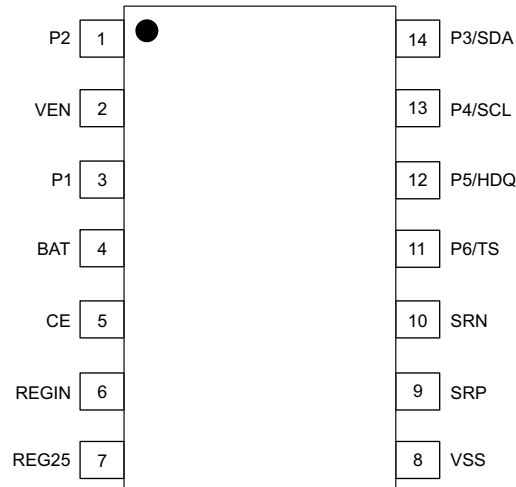 P2 1 14 P3/SDA
VEN 2 13 P4/SCL
P1 3 12 P5/HDQ
BAT 4 11 P6/TS
CE 5 10 SRN
REGIN 6 9 SRP
REG25 7 8 VSS